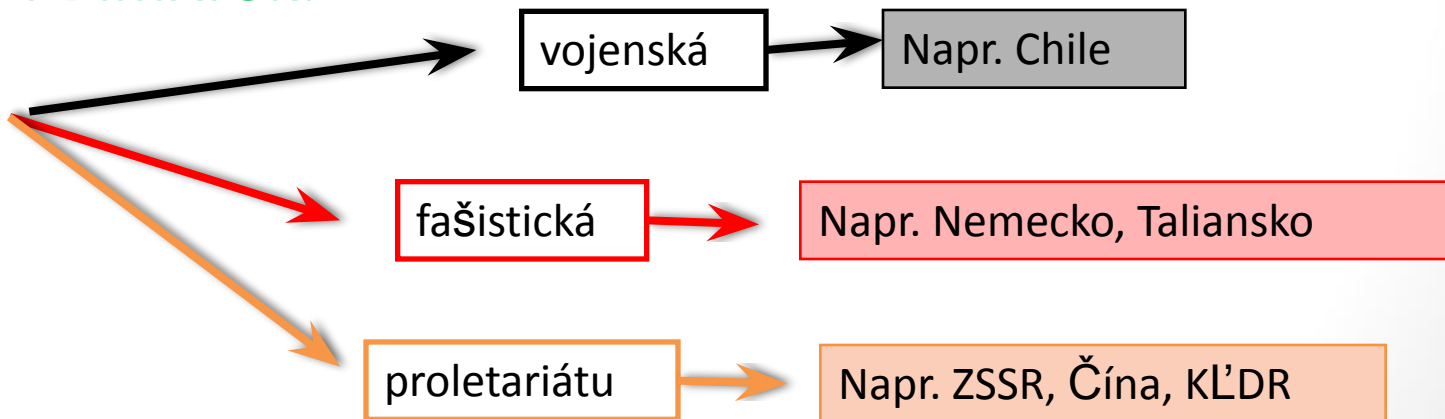 vojenská
Napr. Chile
fašistická
Napr. Nemecko, Taliansko
proletariátu
Napr. ZSSR, Čína, KĽDR